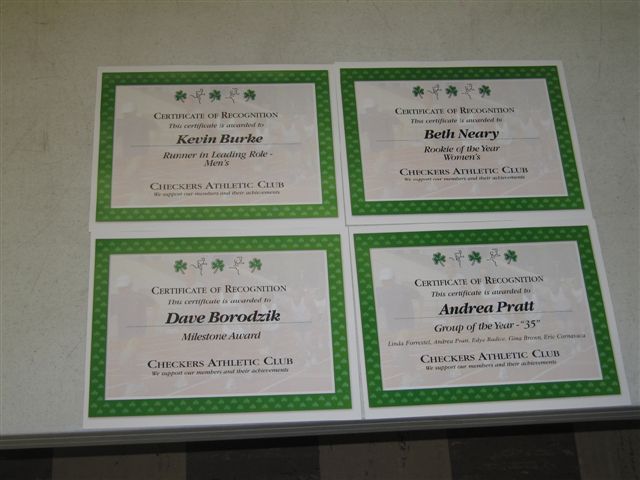 CERTIFICATE OF RECOGNITION
This certificate is awarded to
Kevin Burke
Runner in Leading Role -
Men's
CHECKERS ATHLETIC CLUB
We support our members and their achievements
CERTIFICATE OF RECOGNITION
This certificate is awarded to
Beth Neary
Rookie of the Year
Women's
CHECKERS ATHLETIC CLUB
We support our members and their achievements
CERTIFICATE OF RECOGNITION
This certificate is awarded to
Dave Borodzik
Milestone Award
CHECKERS ATHLETIC CLUB
We support our members and their achievements
CERTIFICATE OF RECOGNITION
This certificate is awarded to
Andrea Pratt
Group of the Year - "35"
Linda Forrestel, Andrea Pratt, Edye Radice, Gina Brown, Eric Cornavaca
CHECKERS ATHLETIC CLUB
We support our members and their achievements